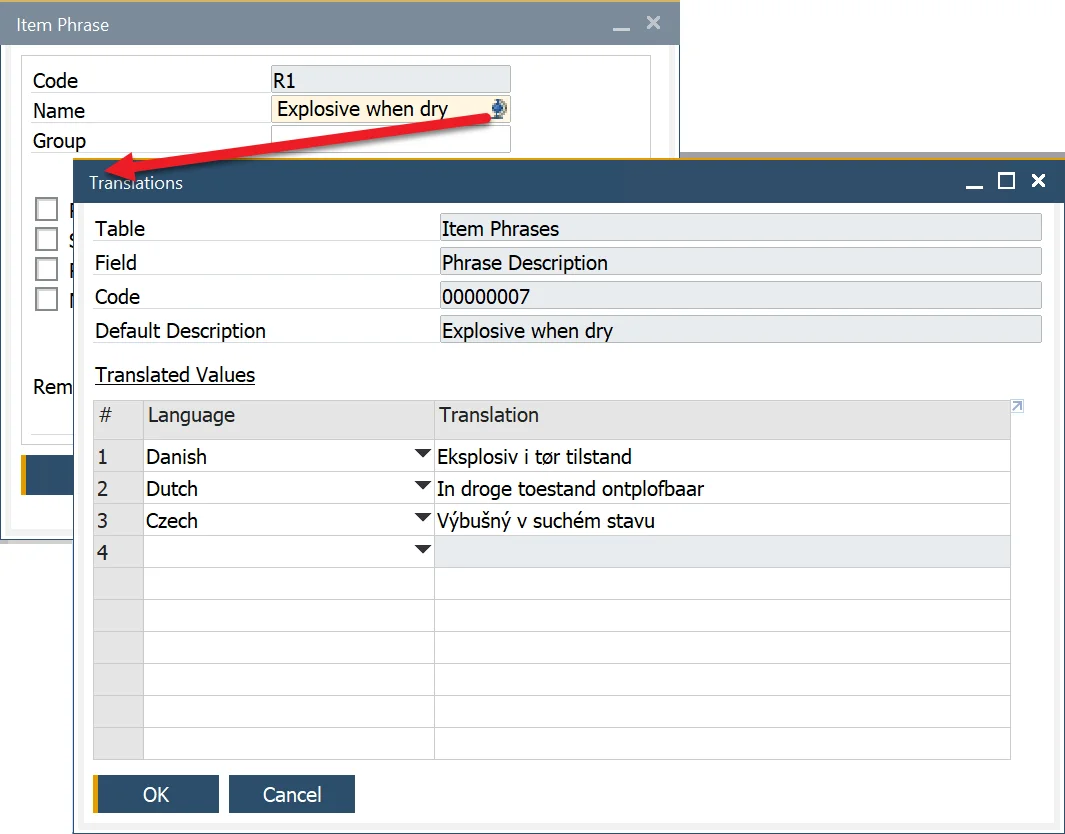 Item Phrase
Code R1
Name Explosive when dry
Group
Translations
Table Item Phrases
Field Phrase Description
Code 00000007
Default Description Explosive when dry
Translated Values
# Language Translation
1 Danish Eksplosiv i tør tilstand
2 Dutch In droge toestand ontplofbaar
3 Czech Výbušný v suchém stavu
4
OK Cancel